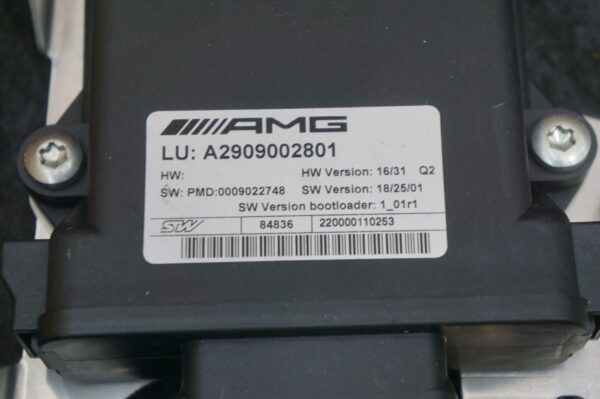 AMG
LU: A2909002801
HW: HW Version: 16/31 Q2
SW: PMD:0009022748 SW Version: 18/25/01
SW Version bootloader: 1_01r1
SW 84836 220000110253